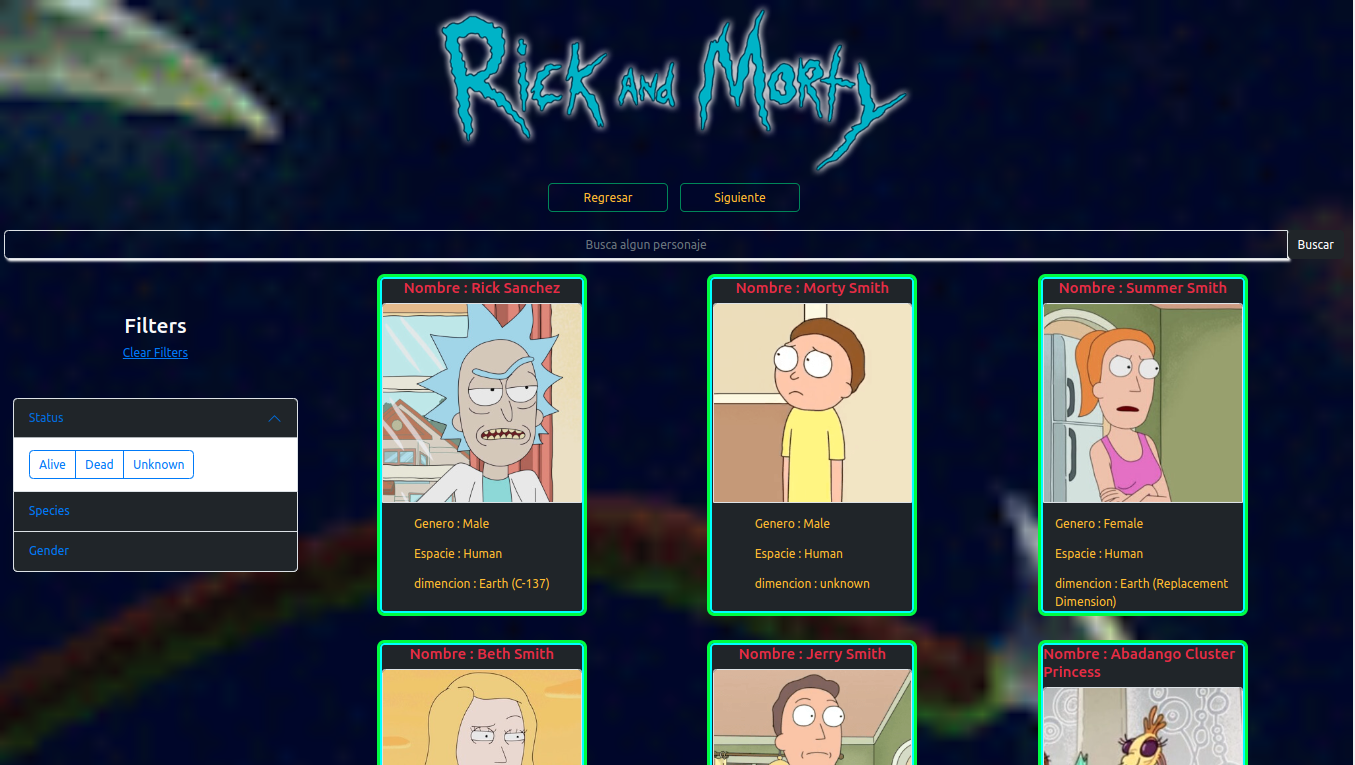 Rick and Morty
Regresar
Siguiente
Busca algun personaje
Buscar
Filters
Clear Filters
Status
Alive
Dead
Unknown
Species
Gender
Nombre : Rick Sanchez
Genero : Male
Espacie : Human
dimencion : Earth (C-137)
Nombre : Morty Smith
Genero : Male
Espacie : Human
dimencion : unknown
Nombre : Summer Smith
Genero : Female
Espacie : Human
dimencion : Earth (Replacement
Dimension)
Nombre : Beth Smith
Nombre : Jerry Smith
Nombre : Abadango Cluster
Princess